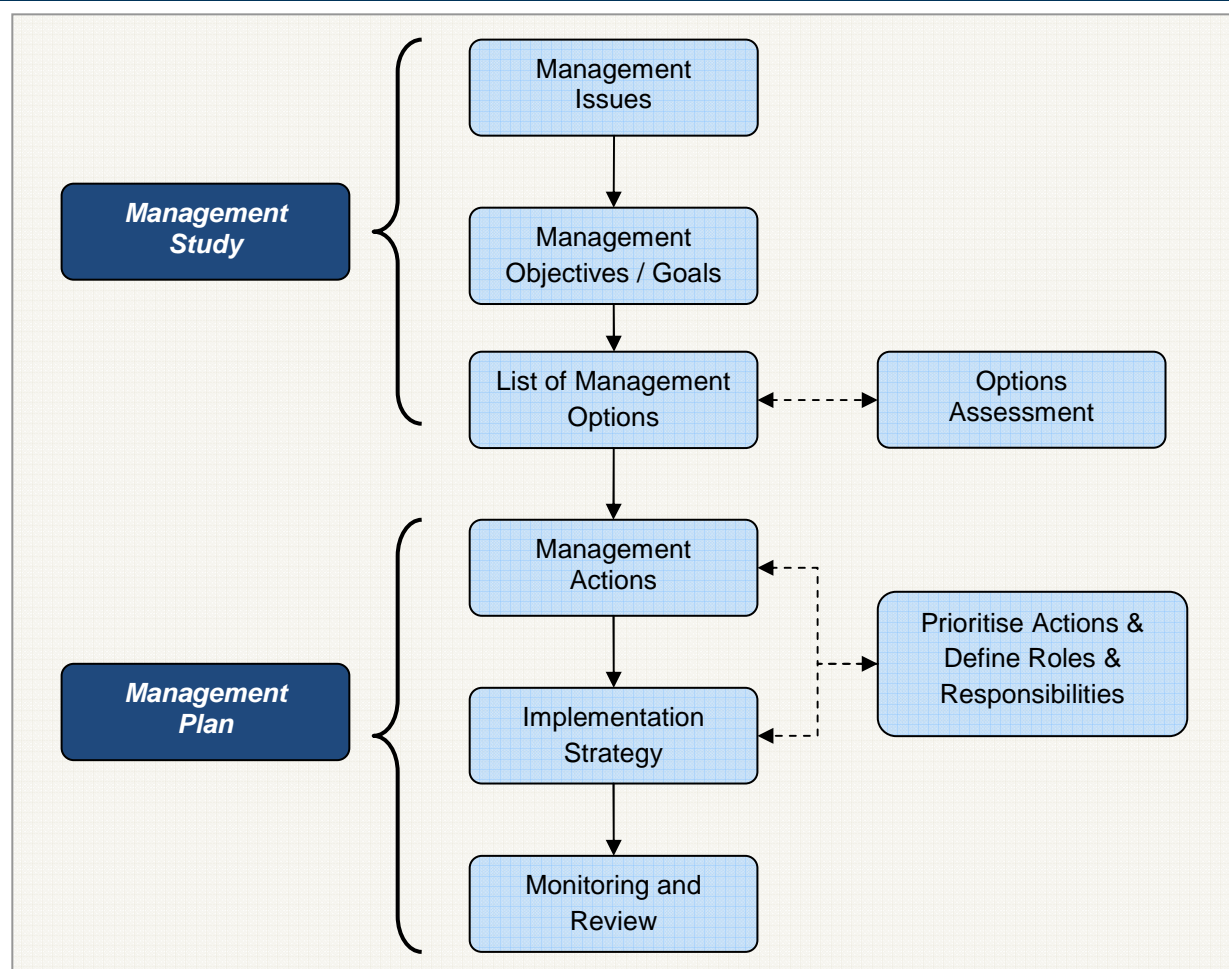 Management
Issues
Management
Study
Management
Objectives / Goals
List of Management
Options
Options
Assessment
Management
Actions
Prioritise Actions &
Define Roles &
Responsibilities
Management
Plan
Implementation
Strategy
Monitoring and
Review